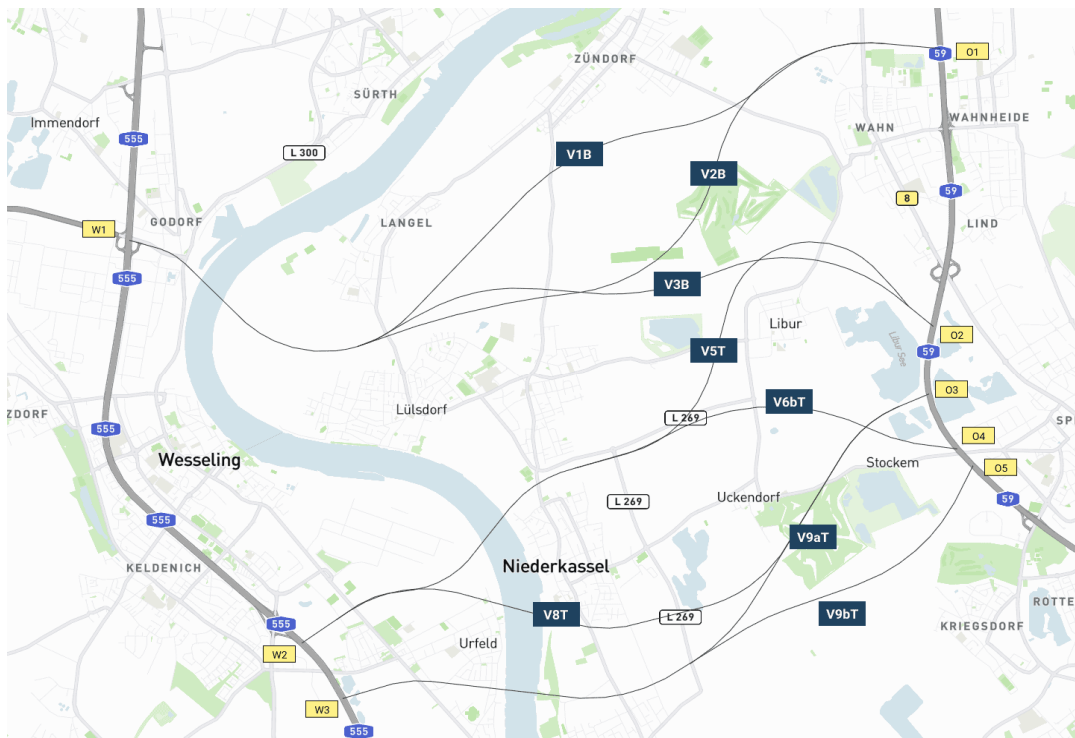 O1
59
ZÜNDORF
SÜRTH
Immendorf
555
WAHNHEIDE
WAHN
L 300
V1B
V2B
59
8
GODORF
LANGEL
LIND
W1
555
V3B
Libur
O2
Libur See
V5T
59
O3
V6bT
ZDORF
Lülsdorf
L 269
SP
555
O4
Wesseling
Stockem
O5
Uckendorf
L 269
59
555
V9aT
Niederkassel
KELDENICH
ROTTE
V8T
L 269
V9bT
555
KRIEGSDORF
Urfeld
W2
W3
555